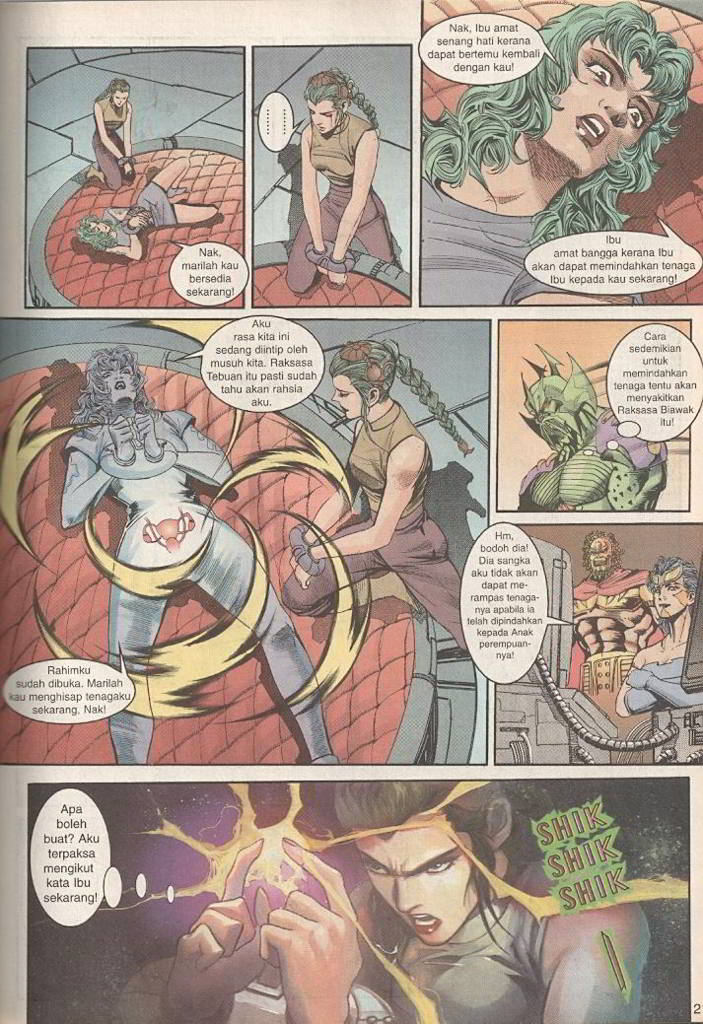 Nak,
marilah kau
bersedia
sekarang!
......
......
Nak, Ibu amat
senang hati kerana
dapat bertemu kembali
dengan kau!
Ibu
amat bangga kerana Ibu
akan dapat memindahkan tenaga
Ibu kepada kau sekarang!
Aku
rasa kita ini
sedang diintip oleh
musuh kita. Raksasa
Tebuan itu pasti sudah
tahu akan rahsia
aku.
Rahimku
sudah dibuka. Marilah
kau menghisap tenagaku
sekarang, Nak!
Cara
sedemikian
untuk
memindahkan
tenaga tentu akan
menyakitkan
Raksasa Biawak
itu!
Hm,
bodoh dia!
Dia sangka
aku tidak akan
dapat me-
rampas tenaga-
nya apabila ia
telah dipindahkan
kepada Anak
perempuan-
nya!
Apa
boleh
buat? Aku
terpaksa
mengikut
kata Ibu
sekarang!
SHIK
SHIK
SHIK
2